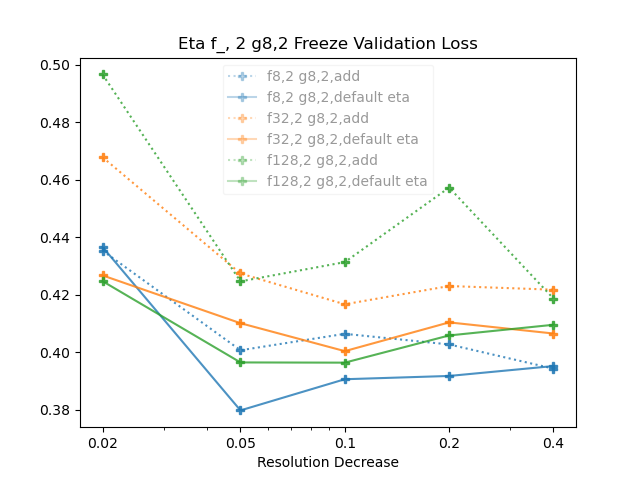 Eta f_, 2 g8,2 Freeze Validation Loss
f8,2 g8,2,add
f8,2 g8,2,default eta
f32,2 g8,2,add
f32,2 g8,2,default eta
f128,2 g8,2,add
f128,2 g8,2,default eta
0.50
0.48
0.46
0.44
0.42
0.40
0.38
0.02 0.05 0.1 0.2 0.4
Resolution Decrease